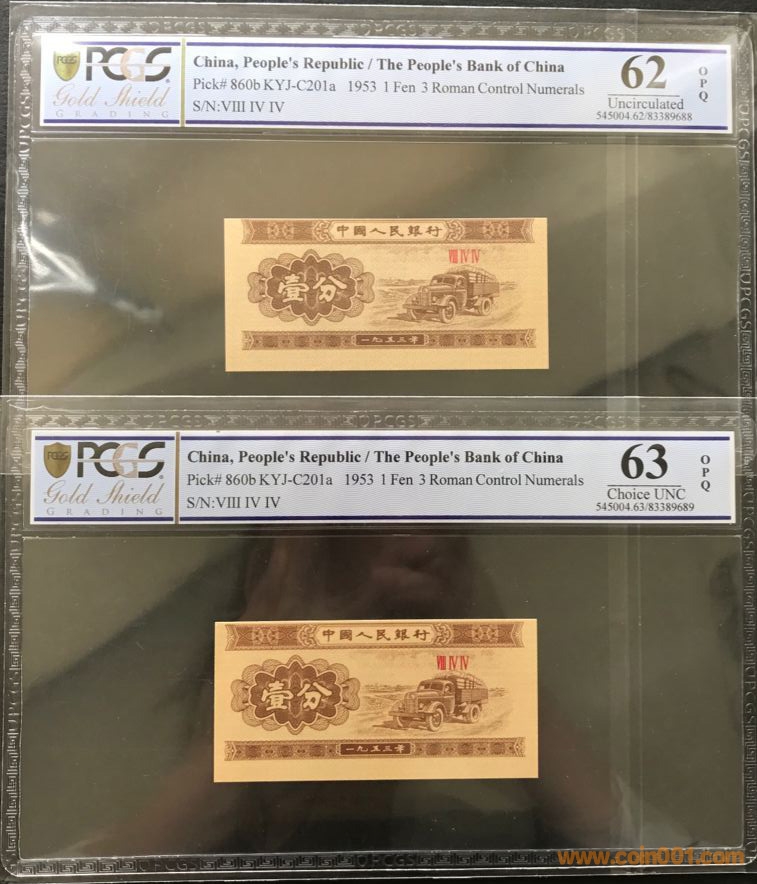 PCGS
PCGS
Gold Shield
GRADING
China, People's Republic / The People's Bank of China
Pick# 860b KYJ-C201a 1953 1 Fen 3 Roman Control Numerals
S/N:VIII IV IV
62
Uncirculated
545004.62/83389688
OPQ
中國人民銀行
VIII IV IV
壹分
一九五三年
PCGS
PCGS
PCGS
Gold Shield
GRADING
China, People's Republic / The People's Bank of China
Pick# 860b KYJ-C201a 1953 1 Fen 3 Roman Control Numerals
S/N:VIII IV IV
63
Choice UNC
545004.63/83389689
OPQ
中國人民銀行
VIII IV IV
壹分
一九五三年
PCGS
www.coin001.com